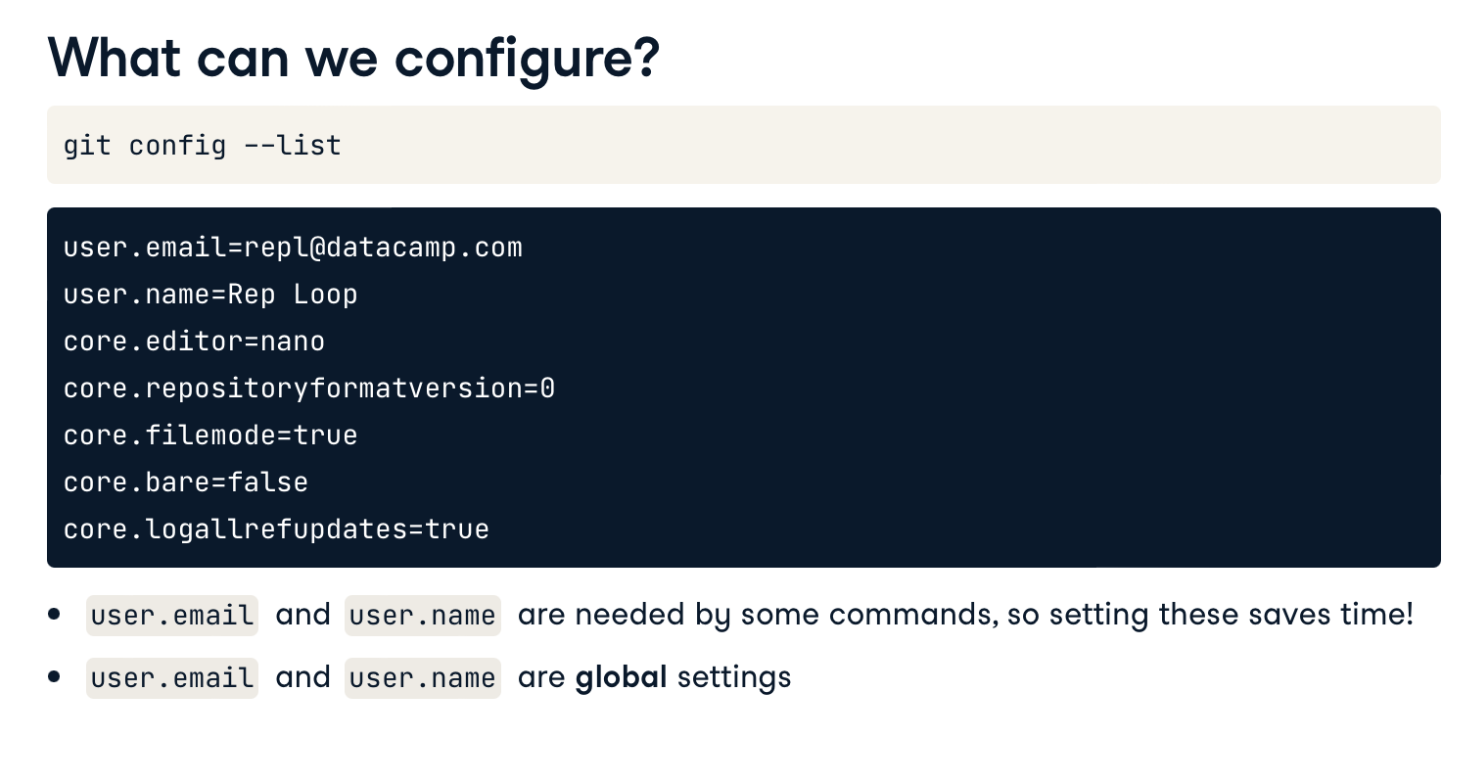 What can we configure?
git config --list
user.email=repl@datacamp.com
user.name=Rep Loop
core.editor=nano
core.repositoryformatversion=0
core.filemode=true
core.bare=false
core.logallrefupdates=true
• user.email and user.name are needed by some commands, so setting these saves time!
• user.email and user.name are global settings